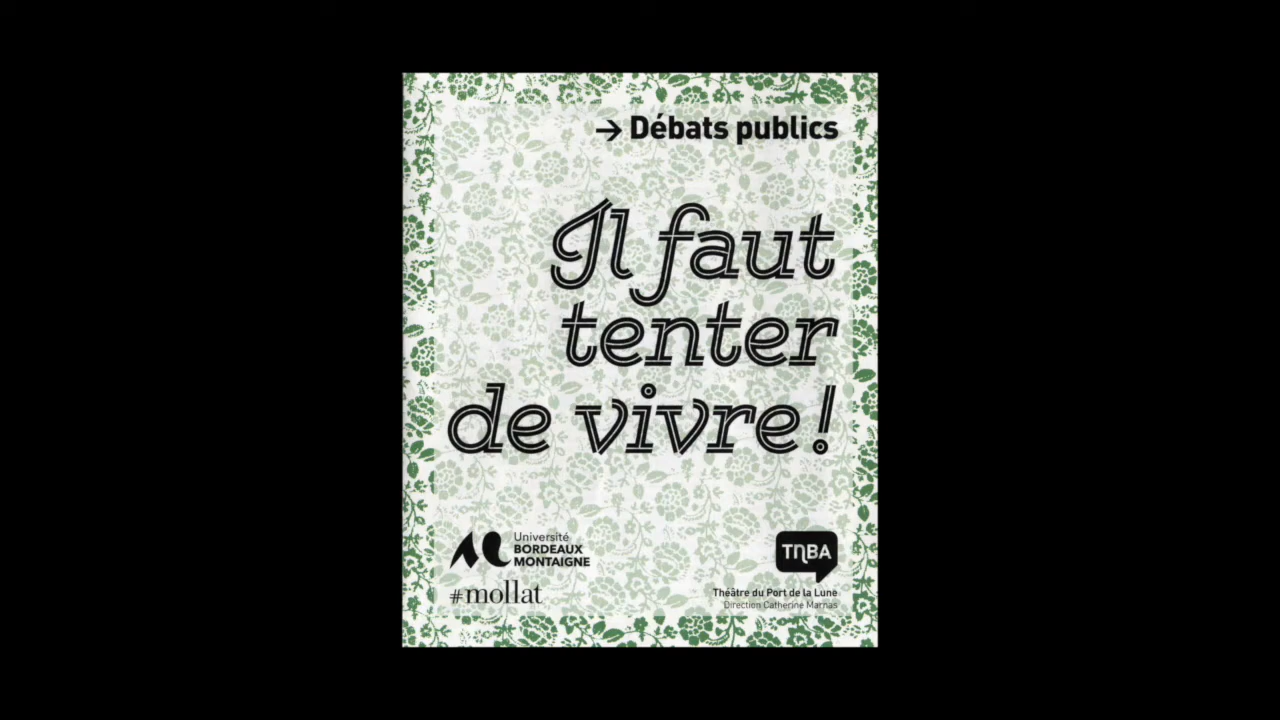 → Débats publics
Il faut
tenter
de vivre !
Université
BORDEAUX
MONTAIGNE
#mollat
TnBA
Théâtre du Port de la Lune
Direction Catherine Marnas